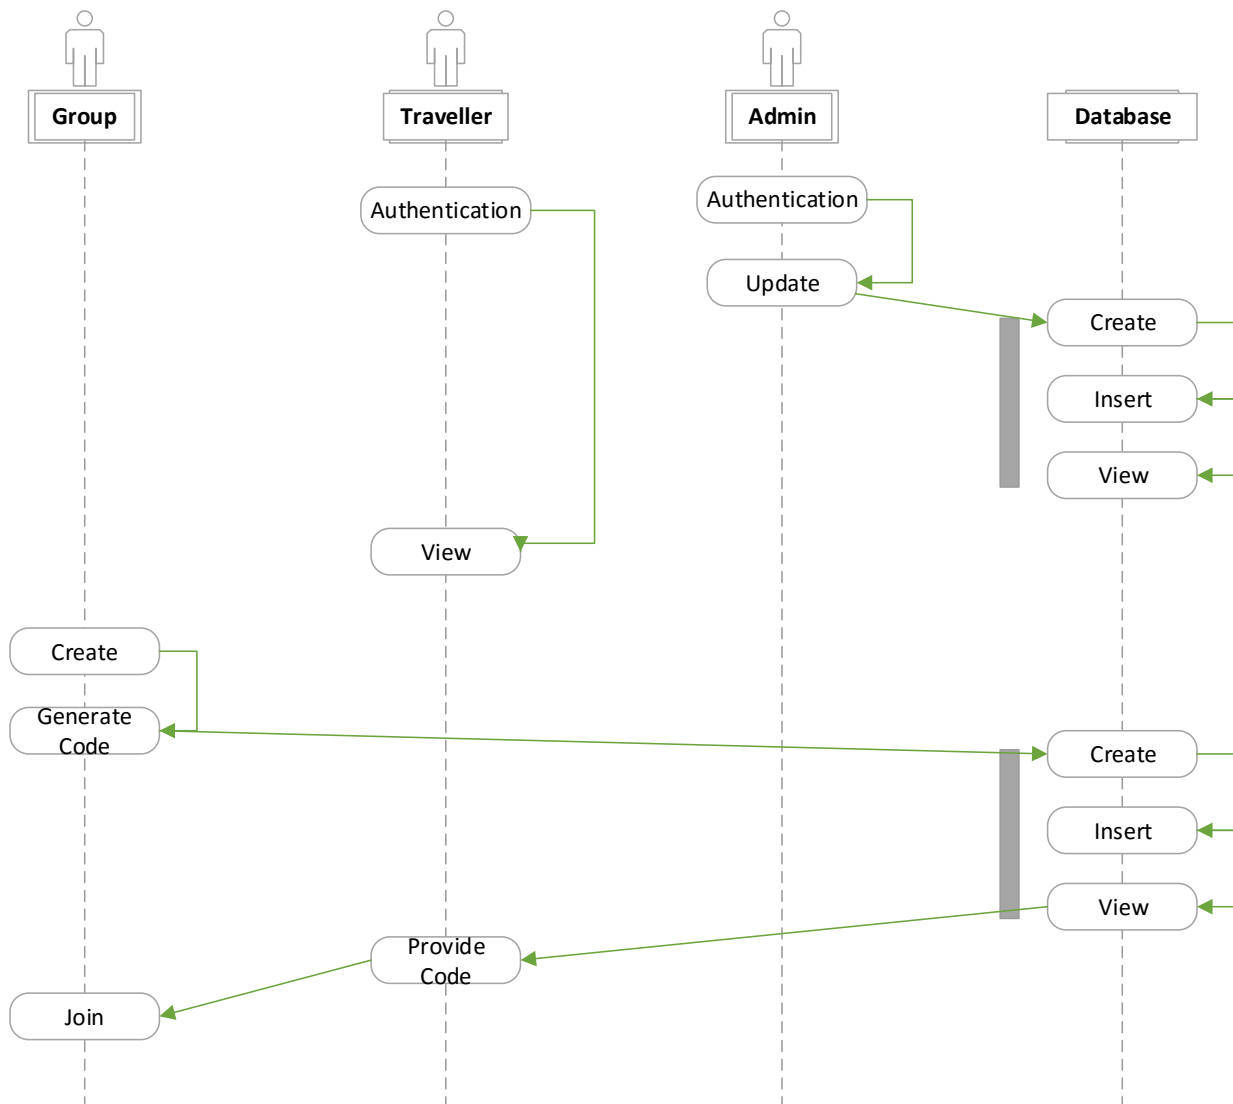 Group
Traveller
Admin
Database
Authentication
Authentication
Update
Create
Insert
View
View
Create
Generate
Code
Create
Insert
View
Provide
Code
Join